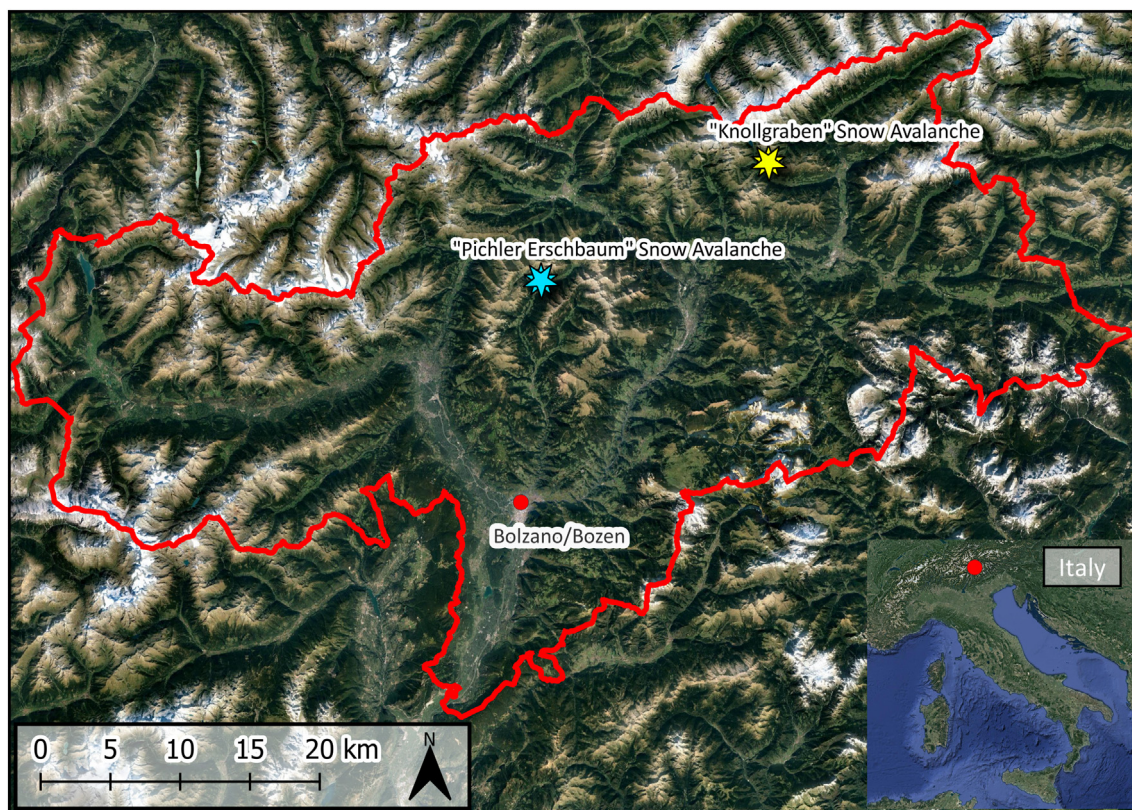 "Knollgraben" Snow Avalanche
"Pichler Erschbaum" Snow Avalanche
Bolzano/Bozen
Italy
N
0 5 10 15 20 km